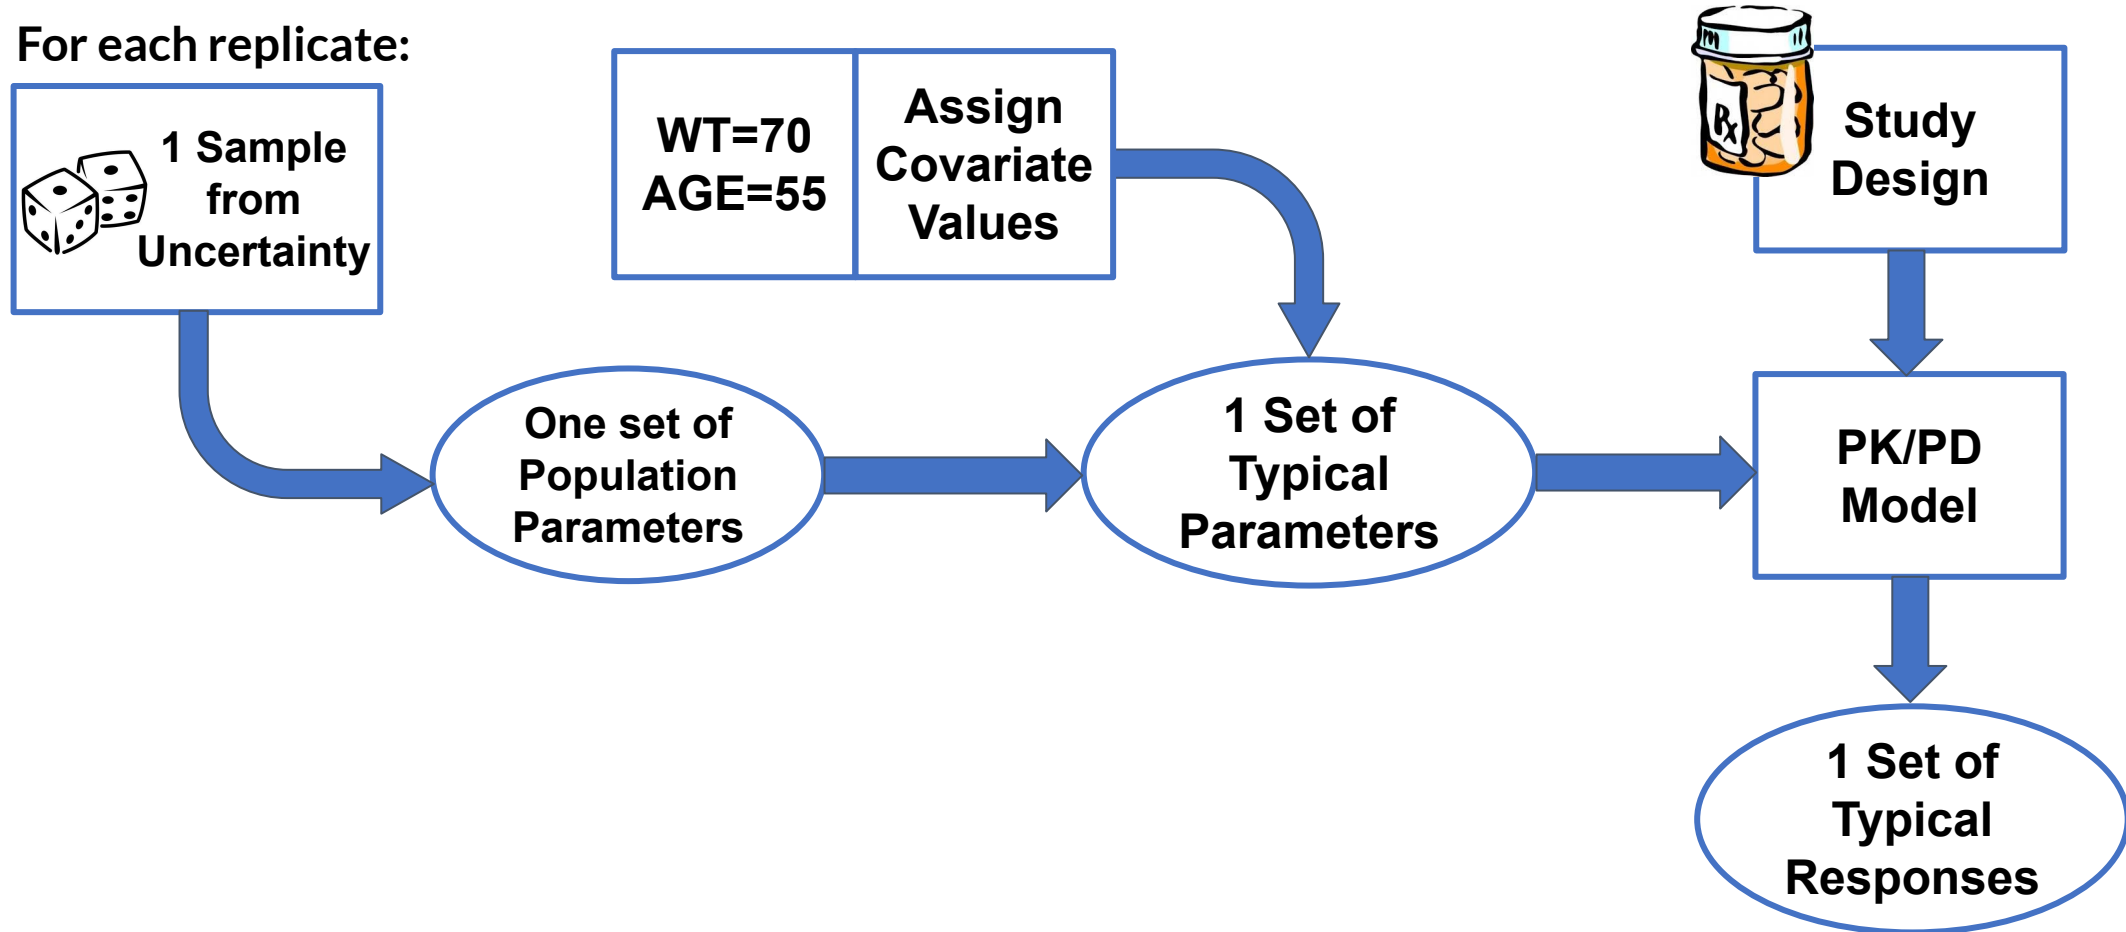 For each replicate:
1 Sample
from
Uncertainty
WT=70
AGE=55
Assign
Covariate
Values
Rx
Study
Design
One set of
Population
Parameters
1 Set of
Typical
Parameters
PK/PD
Model
1 Set of
Typical
Responses